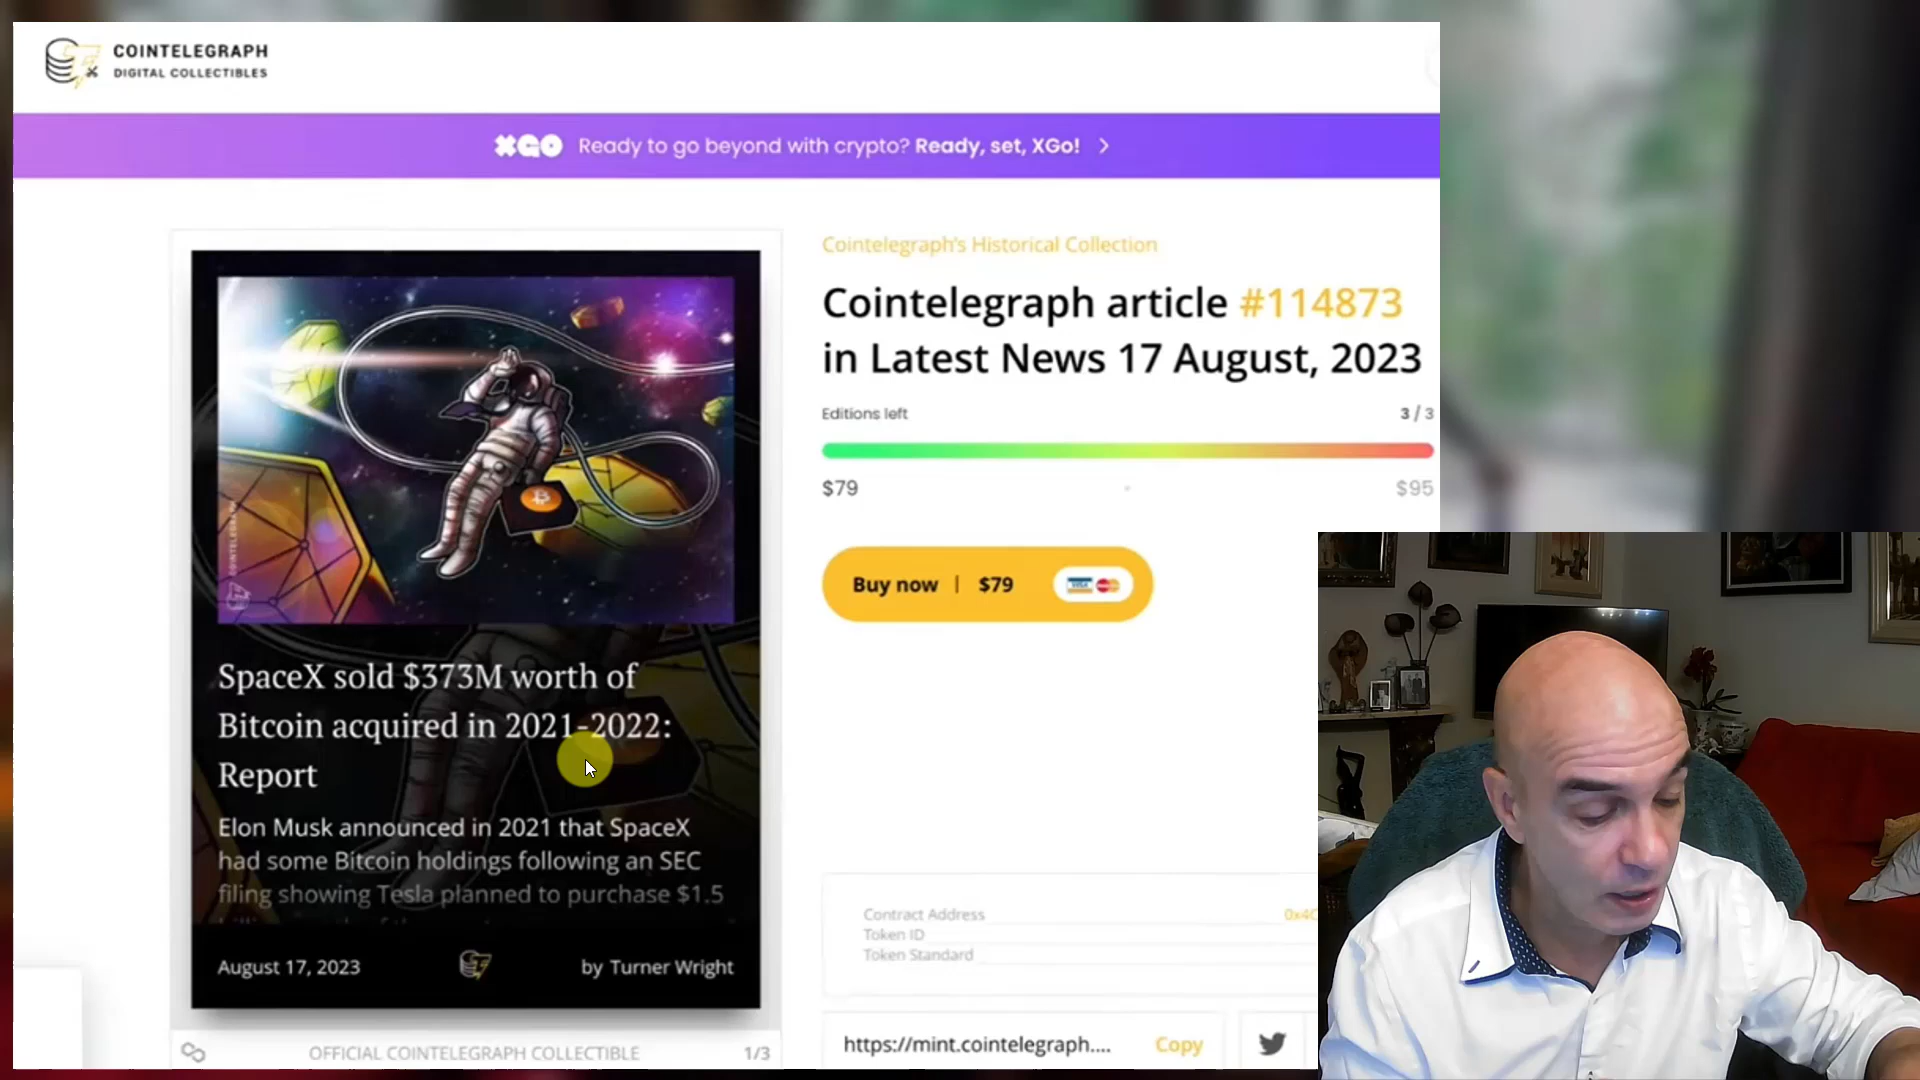 COINTELEGRAPH
DIGITAL COLLECTIBLES
XGO Ready to go beyond with crypto? Ready, set, XGo!
Cointelegraph's Historical Collection
Cointelegraph article #114873
in Latest News 17 August, 2023
Editions left 3 / 3
$79 $95
Buy now | $79 VISA
COINTELEGRAPH
SpaceX sold $373M worth of
Bitcoin acquired in 2021-2022:
Report
Elon Musk announced in 2021 that SpaceX
had some Bitcoin holdings following an SEC
filing showing Tesla planned to purchase $1.5
August 17, 2023 by Turner Wright
OFFICIAL COINTELEGRAPH COLLECTIBLE 1/3
Contract Address 0x4C
Token ID
Token Standard
https://mint.cointelegraph.... Copy